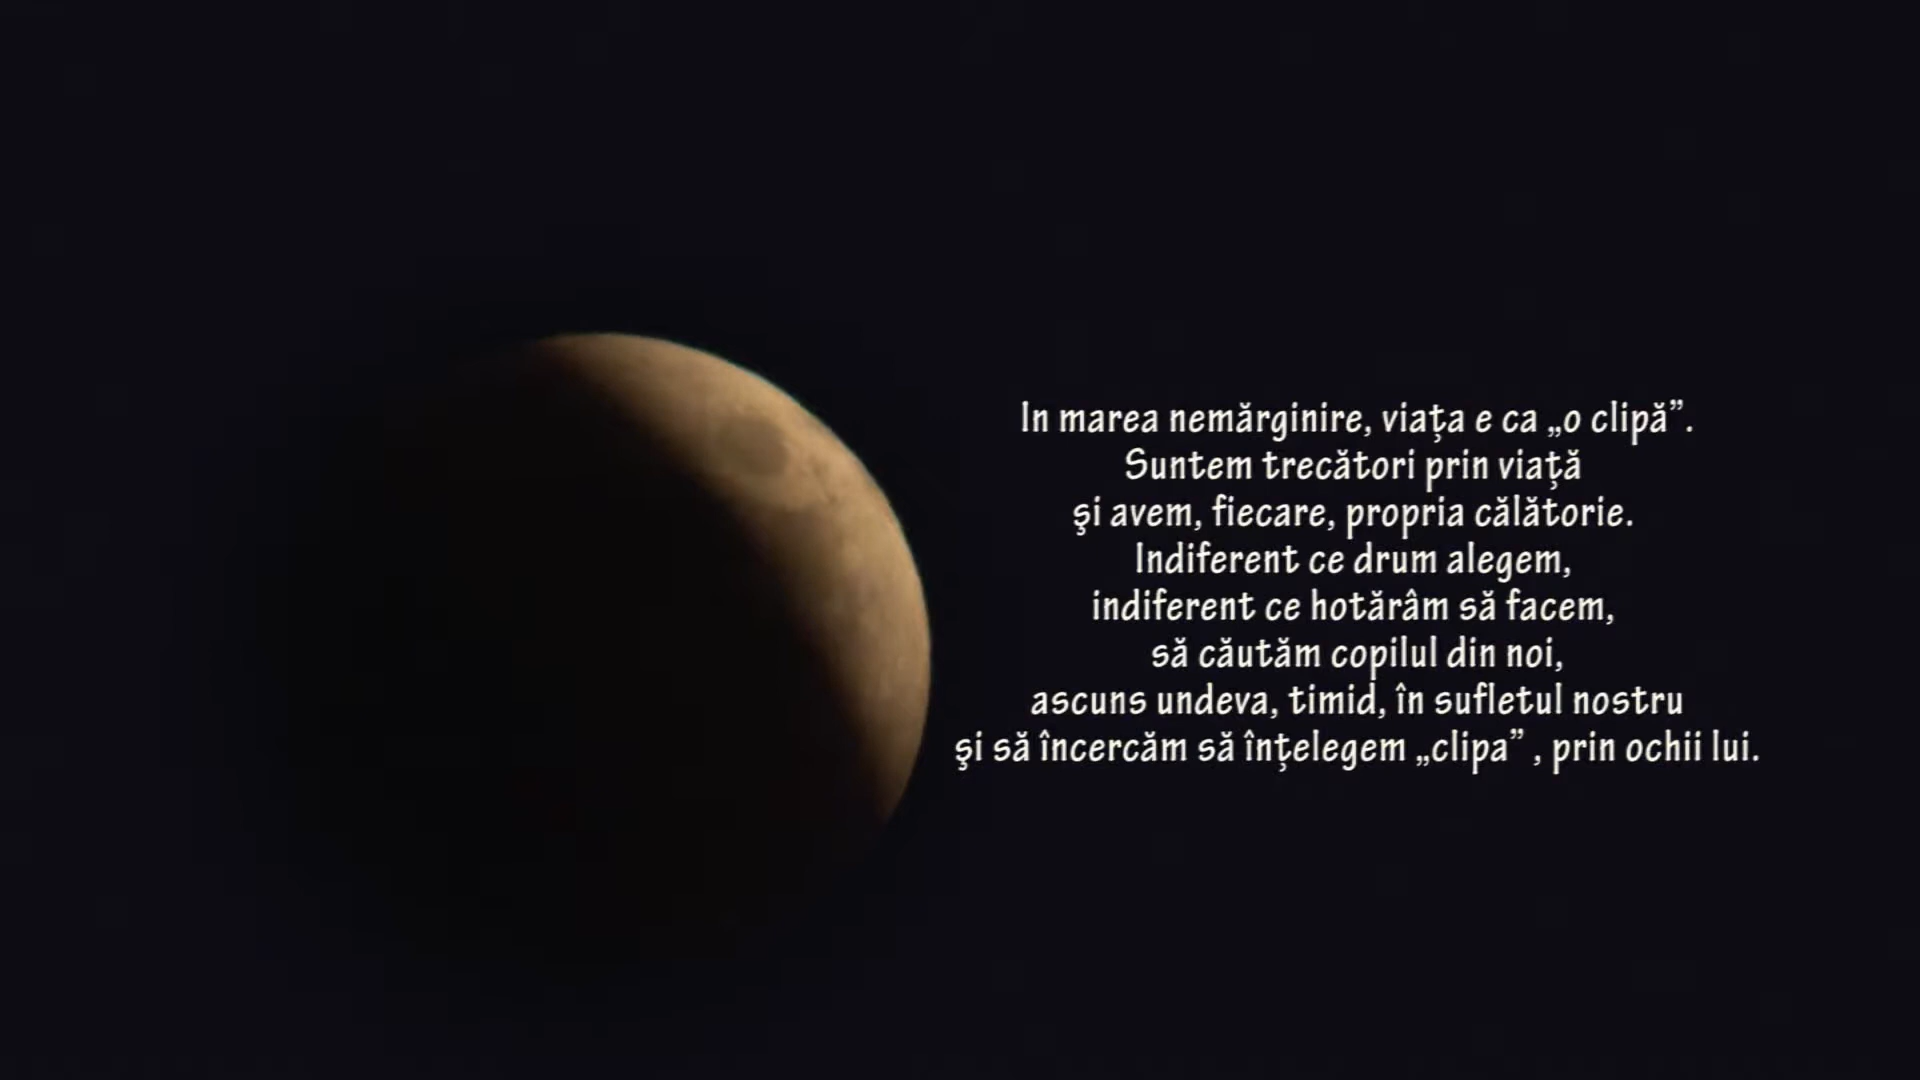 In marea nemărginire, viaţa e ca „o clipă”.
Suntem trecători prin viaţă
şi avem, fiecare, propria călătorie.
Indiferent ce drum alegem,
indiferent ce hotărâm să facem,
să căutăm copilul din noi,
ascuns undeva, timid, în sufletul nostru
şi să încercăm să înţelegem „clipa” , prin ochii lui.